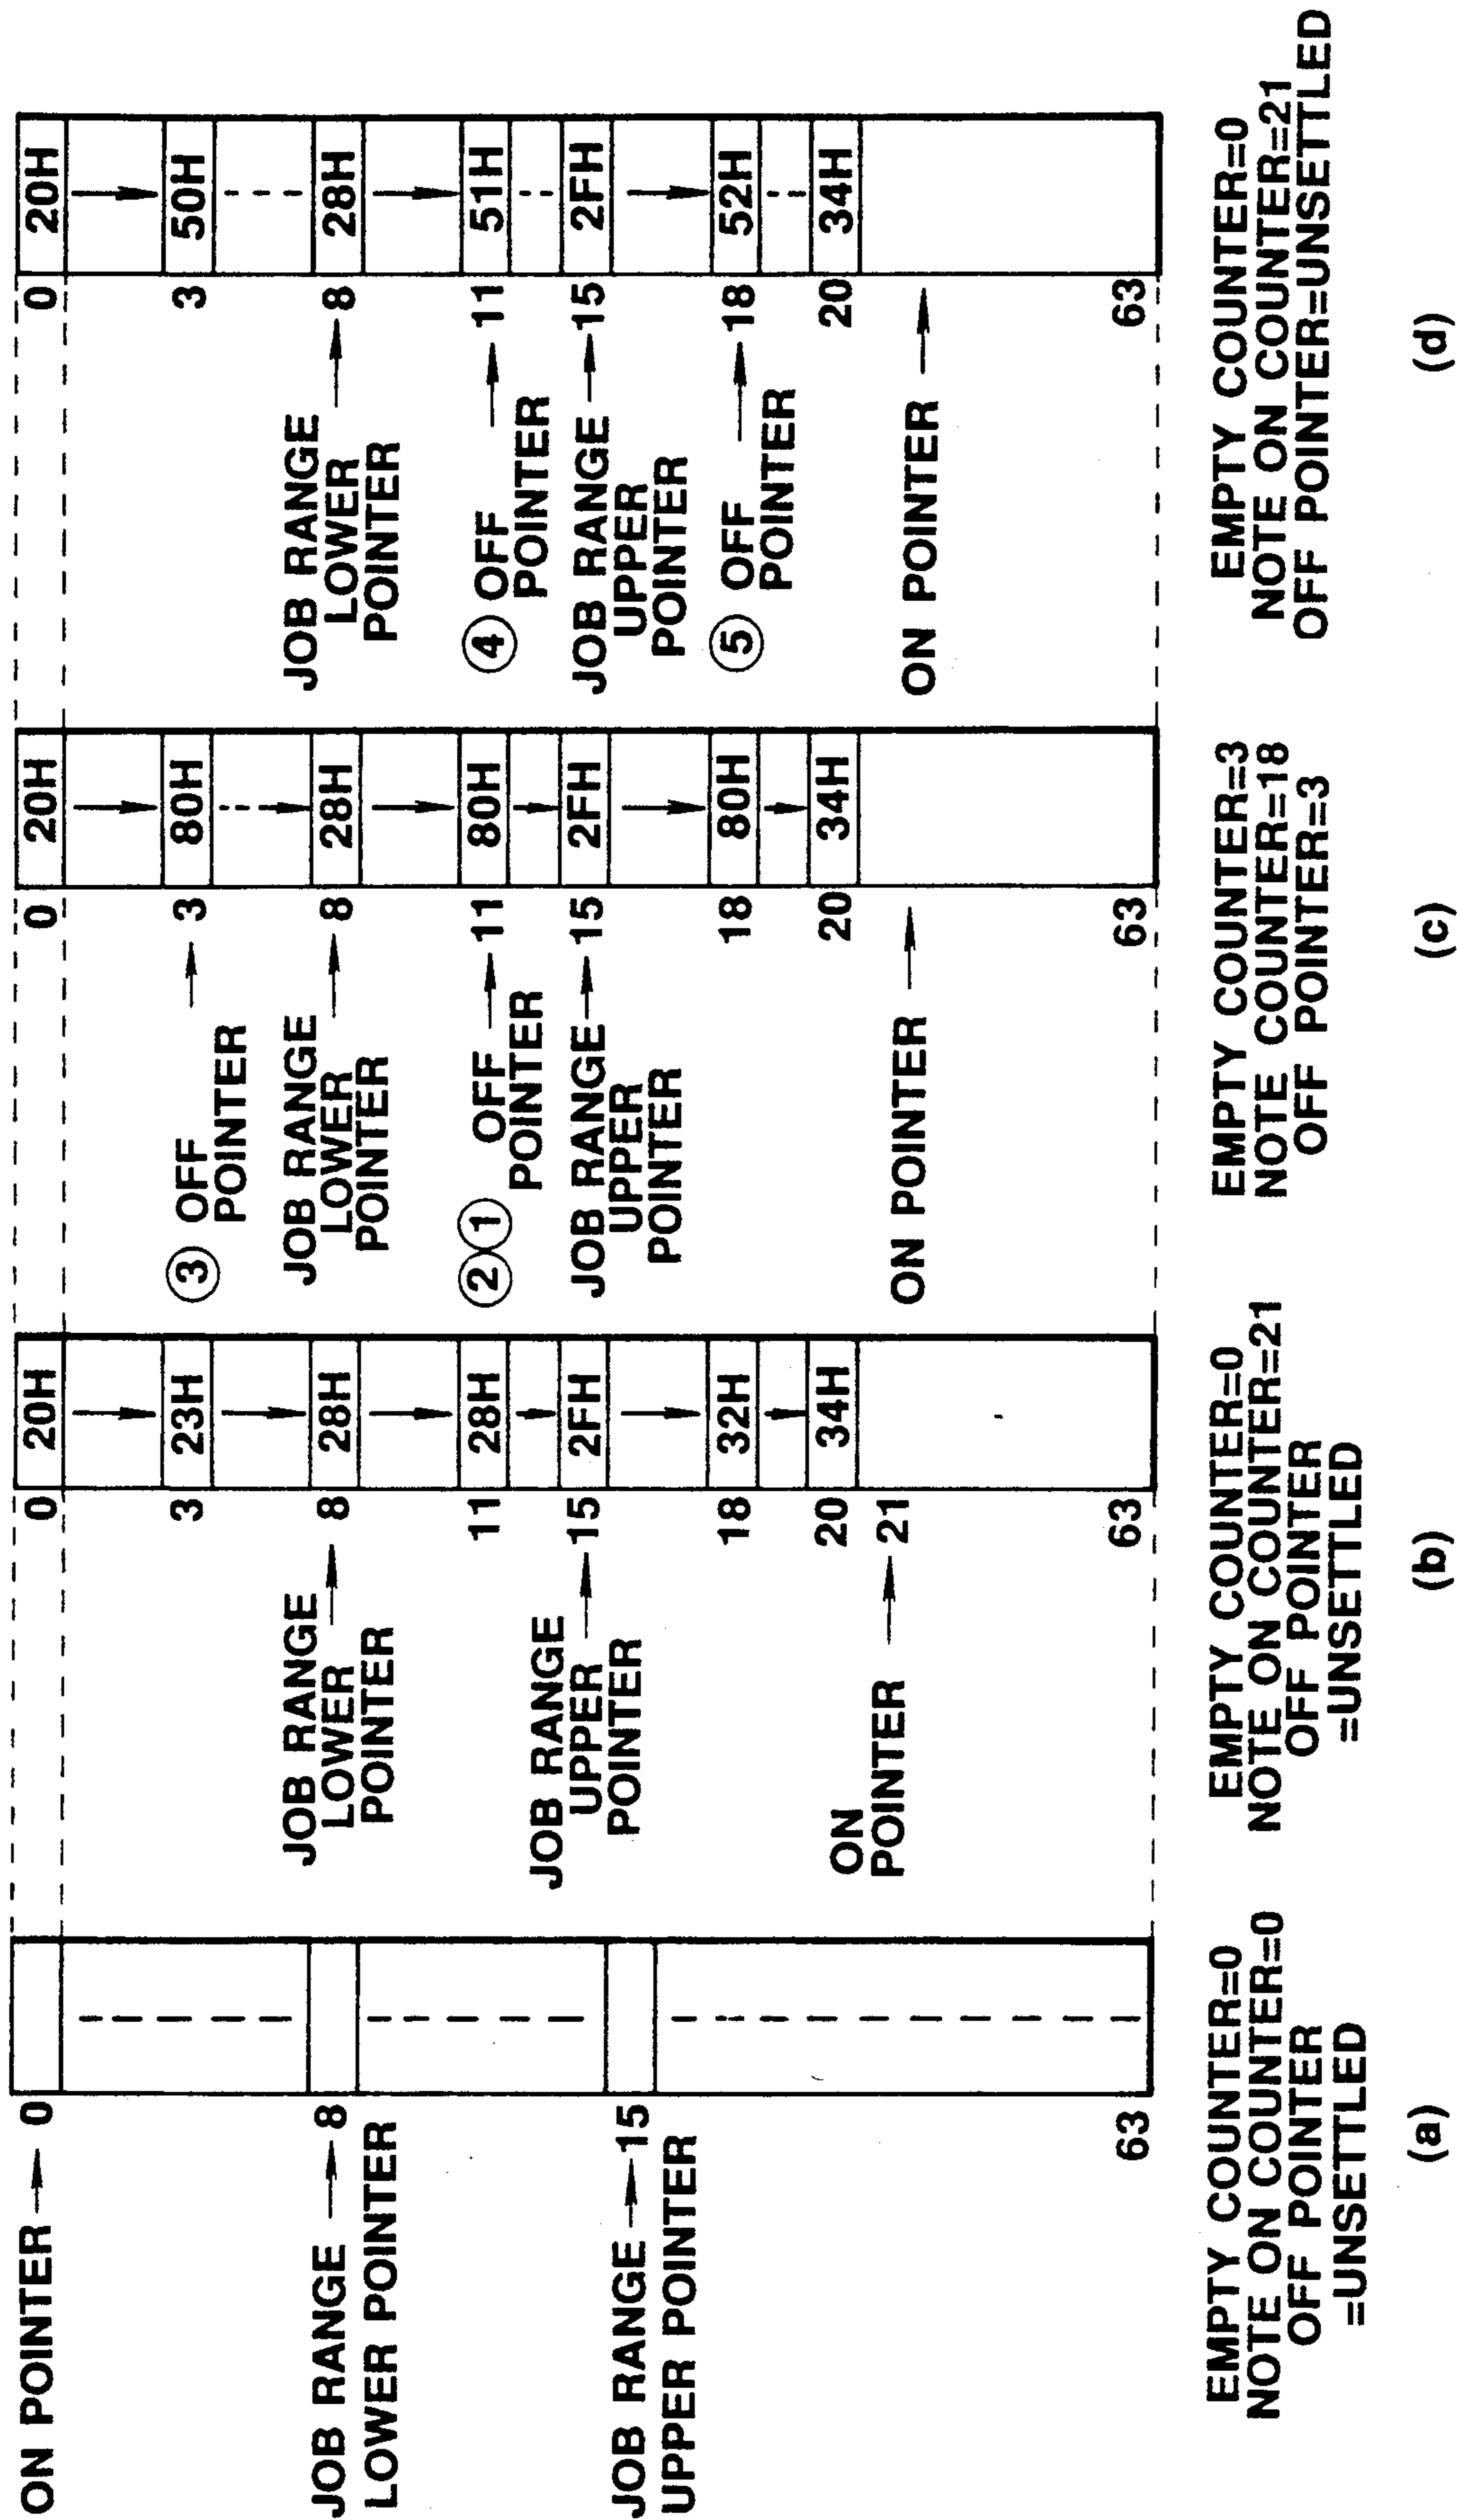 ON POINTER
0
JOB RANGE
LOWER POINTER
8
JOB RANGE
UPPER POINTER
15
63
EMPTY COUNTER=0
NOTE ON COUNTER=0
OFF POINTER
=UNSETTLED
(a)
20H
0
23H
3
JOB RANGE
LOWER
POINTER
8
28H
11
28H
JOB RANGE
UPPER
POINTER
15
2FH
18
32H
20
34H
ON
POINTER
21
63
EMPTY COUNTER=0
NOTE ON COUNTER=21
OFF POINTER
=UNSETTLED
(b)
0
20H
③ OFF
POINTER
3
80H
JOB RANGE
LOWER
POINTER
8
28H
②① OFF
POINTER
11
80H
JOB RANGE
UPPER
POINTER
15
2FH
18
80H
20
34H
ON POINTER
63
EMPTY COUNTER=3
NOTE COUNTER=18
OFF POINTER=3
(c)
0
20H
3
50H
JOB RANGE
LOWER
POINTER
8
28H
④ OFF
POINTER
11
51H
JOB RANGE
UPPER
POINTER
15
2FH
⑤ OFF
POINTER
18
52H
20
34H
ON POINTER
63
EMPTY COUNTER=0
NOTE ON COUNTER=21
OFF POINTER=UNSETTLED
(d)